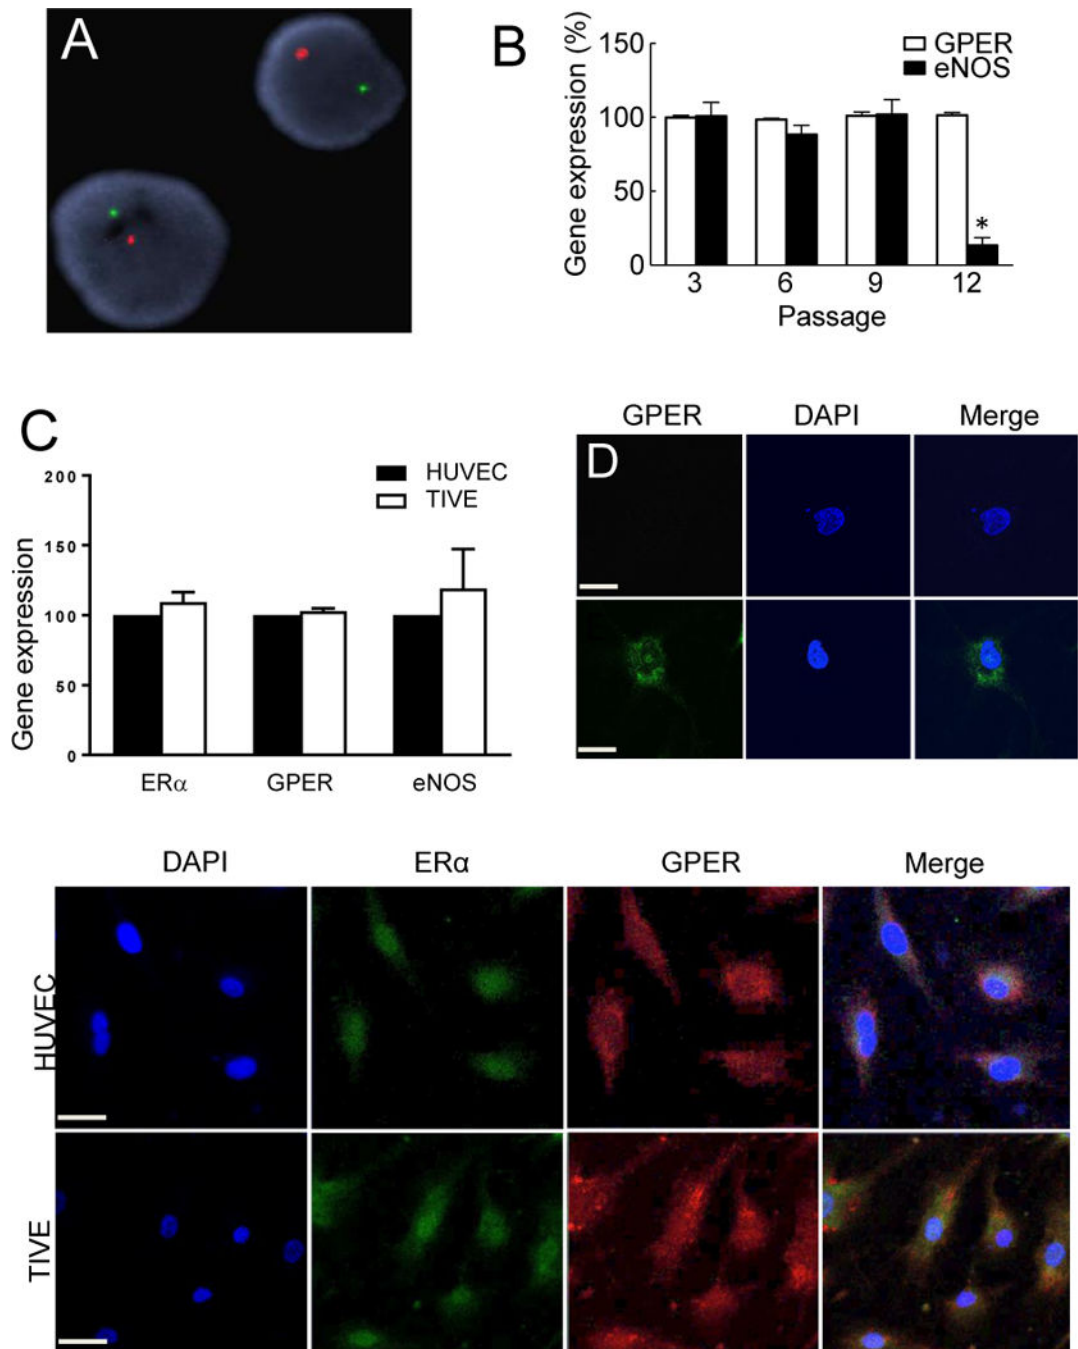 A
B
Gene expression (%)
150
100
50
0
GPER
eNOS
*
3 6 9 12
Passage
C
Gene expression
200
150
100
50
0
HUVEC
TIVE
ERα GPER eNOS
GPER DAPI Merge
D
DAPI ERα GPER Merge
HUVEC
TIVE